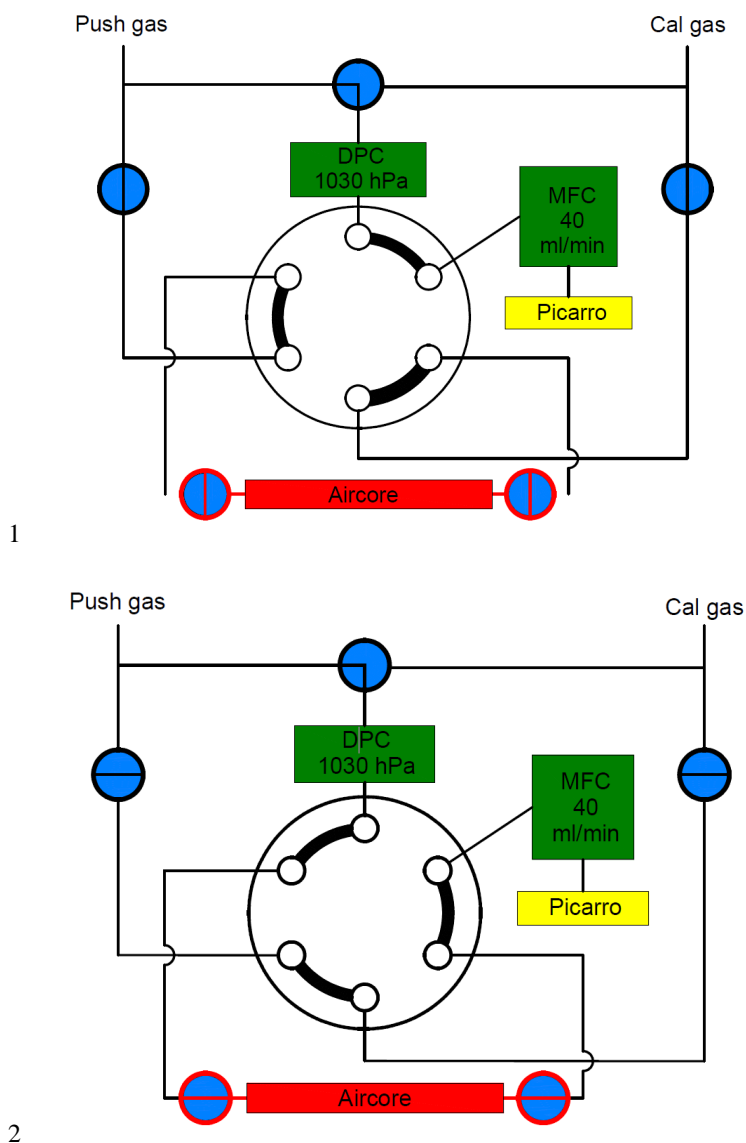 Push gas
Cal gas
DPC
1030 hPa
MFC
40
ml/min
Picarro
Aircore
1
Push gas
Cal gas
DPC
1030 hPa
MFC
40
ml/min
Picarro
Aircore
2